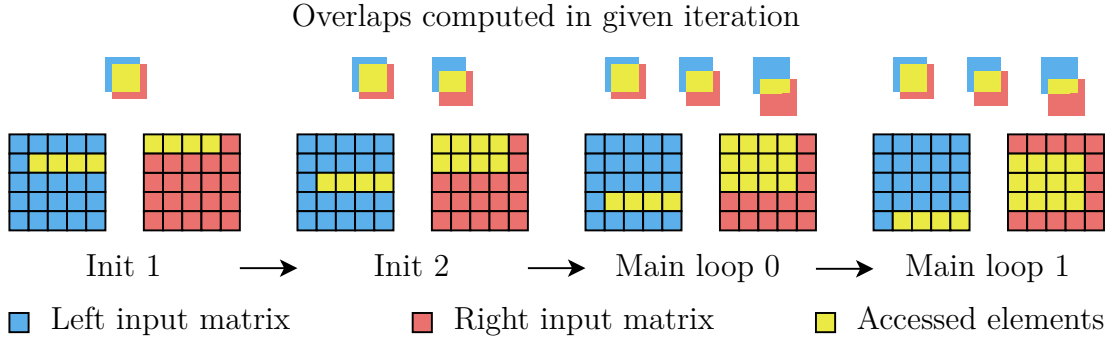 Overlaps computed in given iteration
Init 1
Init 2
Main loop 0
Main loop 1
Left input matrix
Right input matrix
Accessed elements